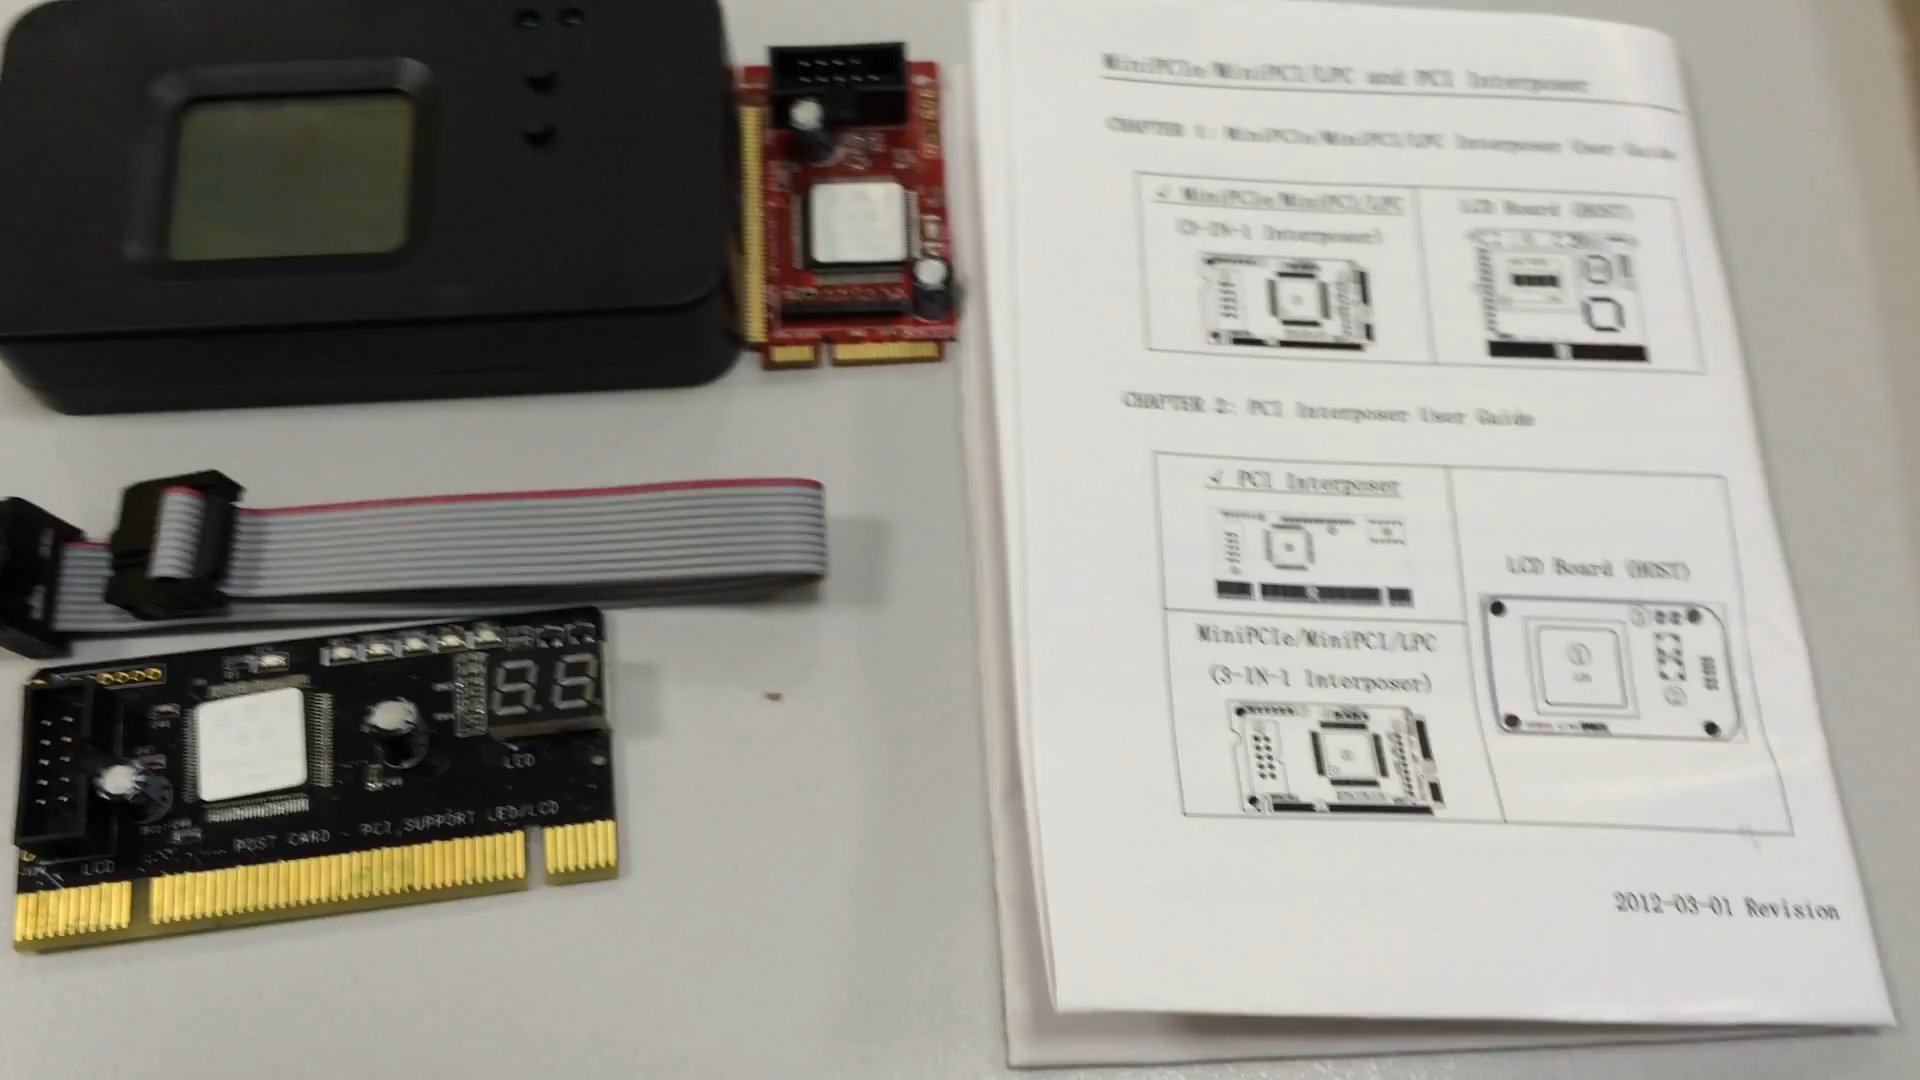 MiniPCIe/MiniPCI/LPC and PCI Interposer
CHAPTER 1: MiniPCIe/MiniPCI/LPC Interposer User Guide
√ MiniPCIe/MiniPCI/LPC
(3-IN-1 Interposer)
LCD Board (HOST)
CHAPTER 2: PCI Interposer User Guide
√ PCI Interposer
LCD Board (HOST)
MiniPCIe/MiniPCI/LPC
(3-IN-1 Interposer)
2012-03-01 Revision
88
LED
POST CARD - PCI,SUPPORT LED/LCD
LCD